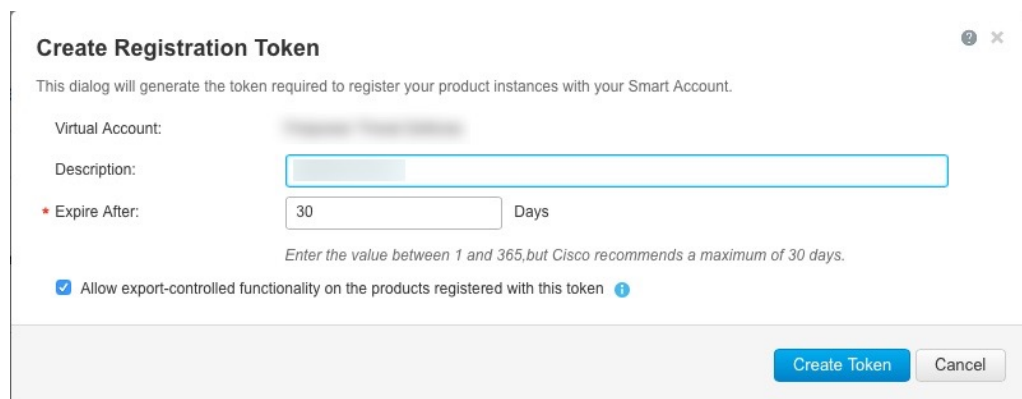 Create Registration Token
This dialog will generate the token required to register your product instances with your Smart Account.
Virtual Account:
Description:
* Expire After: 30 Days
Enter the value between 1 and 365,but Cisco recommends a maximum of 30 days.
Allow export-controlled functionality on the products registered with this token
Create Token Cancel